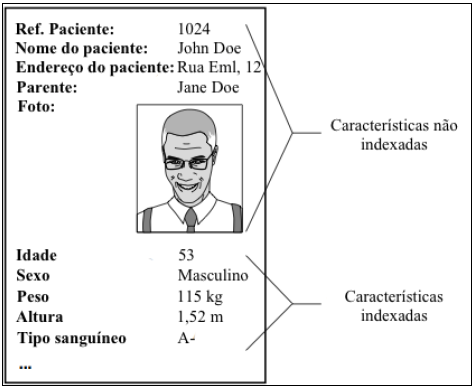 Ref. Paciente: 1024
Nome do paciente: John Doe
Endereço do paciente: Rua Eml, 12
Parente: Jane Doe
Foto:
Características não
indexadas
Idade 53
Sexo Masculino
Peso 115 kg
Altura 1,52 m
Tipo sanguíneo A-
...
Características
indexadas